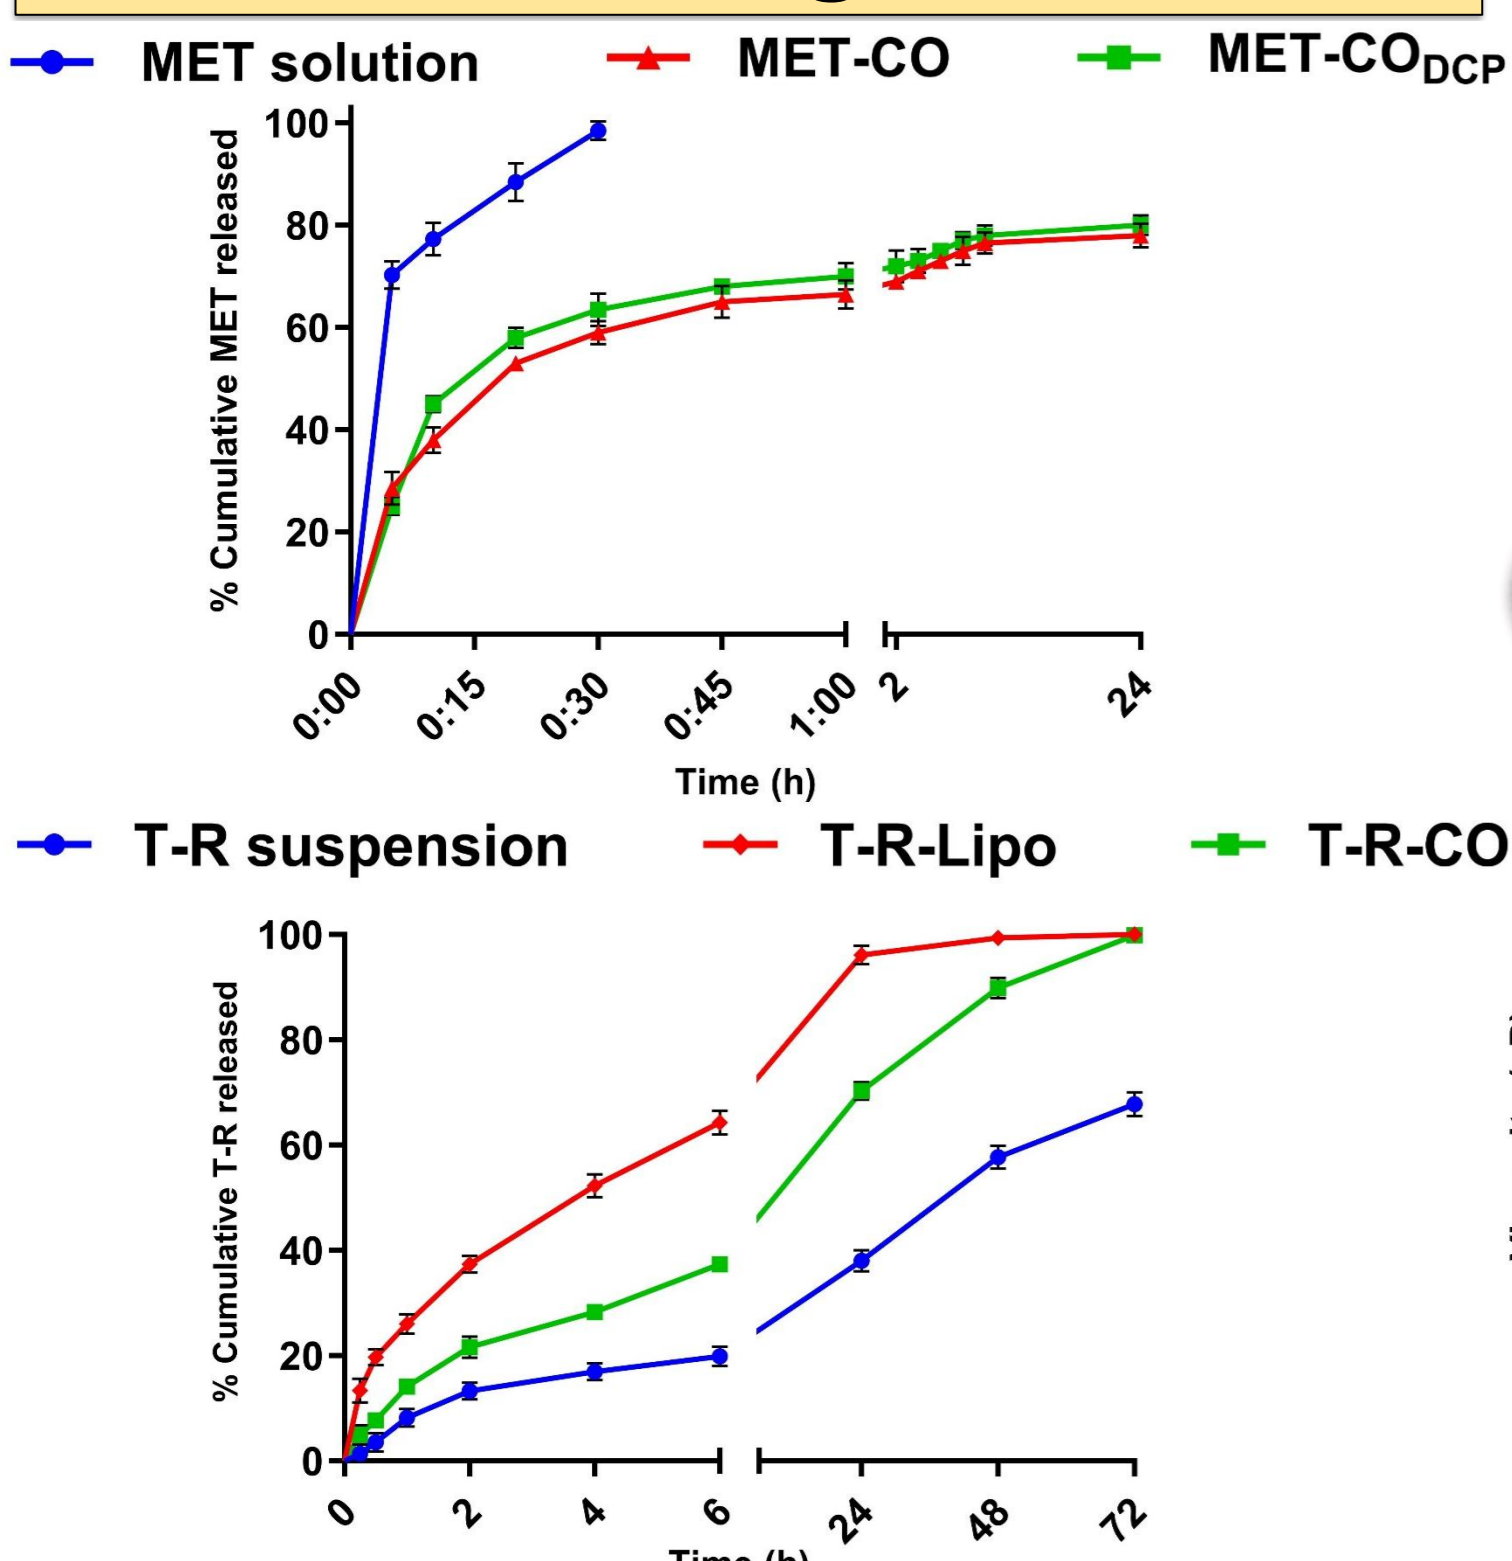 MET solution MET-CO MET-CO_DCP
% Cumulative MET released
100
80
60
40
20
0
0:00 0:15 0:30 0:45 1:00 2 24
Time (h)
T-R suspension T-R-Lipo T-R-CO
% Cumulative T-R released
100
80
60
40
20
0
0 2 4 6 24 48 72
Time (h)